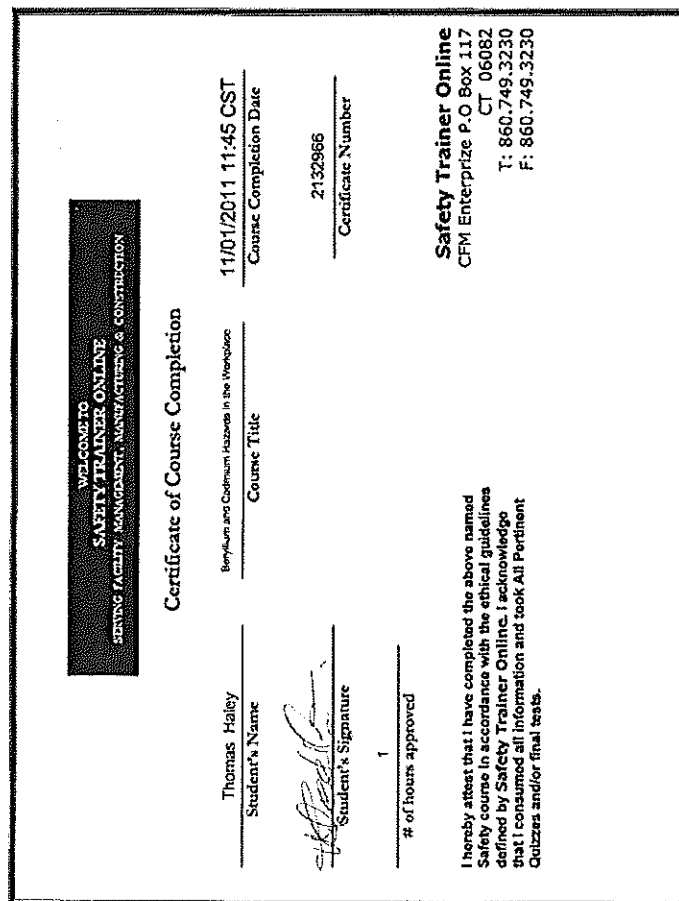 WELCOME TO
SAFETY TRAINER ONLINE
SERVING FACILITY MANAGEMENT, MANUFACTURING & CONSTRUCTION
Certificate of Course Completion
Thomas Haley
Student's Name
Beryllium and Cadmium Hazards in the Workplace
Course Title
11/01/2011 11:45 CST
Course Completion Date
Student's Signature
2132966
Certificate Number
1
# of hours approved
I hereby attest that I have completed the above named
Safety course in accordance with the ethical guidelines
defined by Safety Trainer Online. I acknowledge
that I consumed all information and took All Pertinent
Quizzes and/or final tests.
Safety Trainer Online
CFM Enterprize P.O Box 117
CT 06082
T: 860.749.3230
F: 860.749.3230